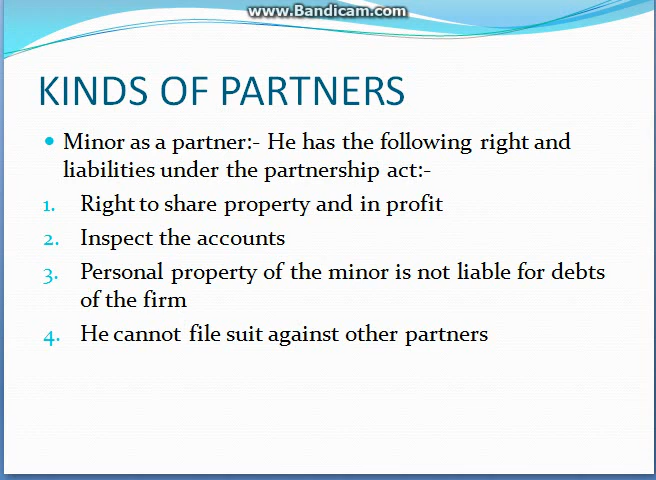 www.Bandicam.com
KINDS OF PARTNERS
• Minor as a partner:- He has the following right and
liabilities under the partnership act:-
1. Right to share property and in profit
2. Inspect the accounts
3. Personal property of the minor is not liable for debts
of the firm
4. He cannot file suit against other partners